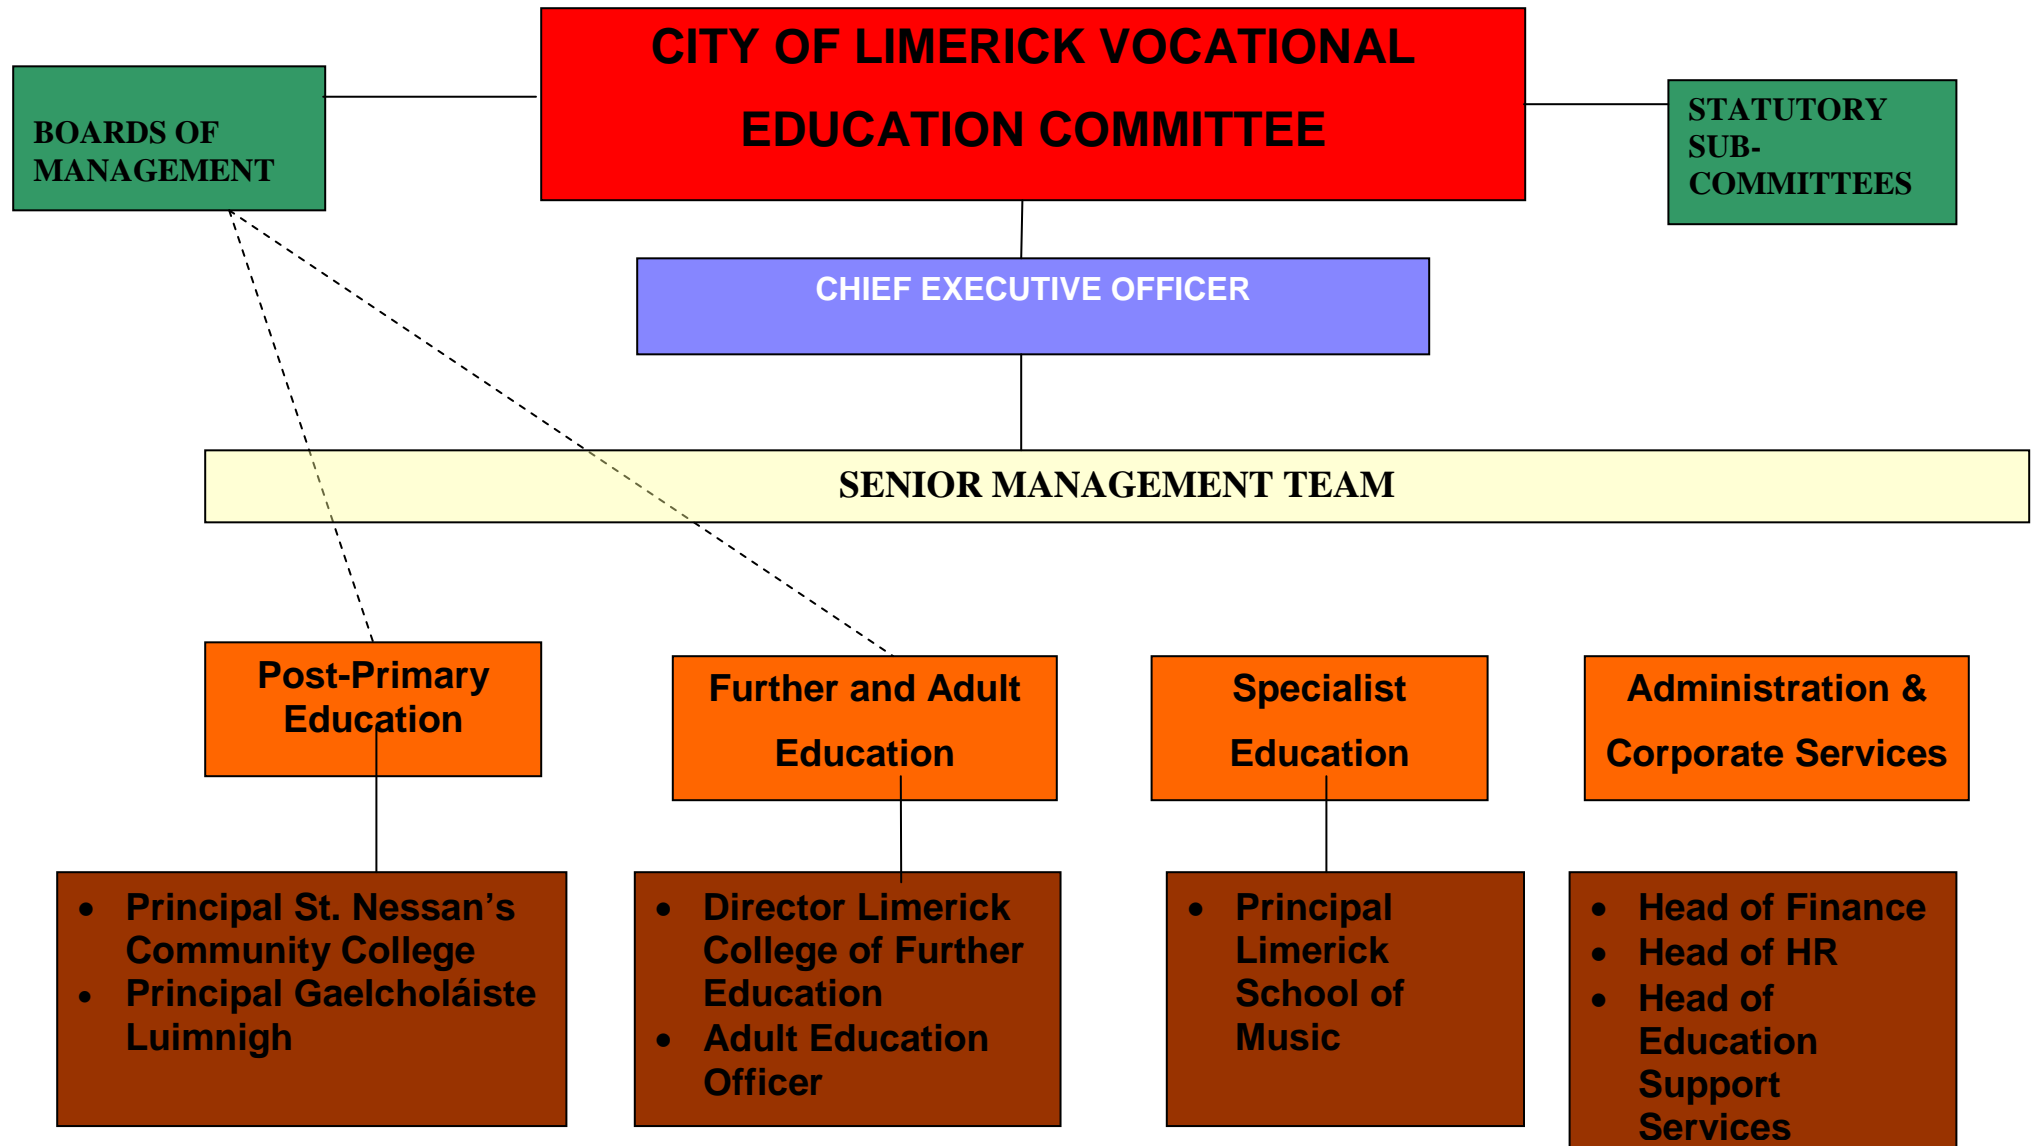 CITY OF LIMERICK VOCATIONAL
EDUCATION COMMITTEE
BOARDS OF
MANAGEMENT
STATUTORY
SUB-
COMMITTEES
CHIEF EXECUTIVE OFFICER
SENIOR MANAGEMENT TEAM
Post-Primary
Education
Further and Adult
Education
Specialist
Education
Administration &
Corporate Services
• Principal St. Nessan’s
Community College
• Principal Gaelcholáiste
Luimnigh
• Director Limerick
College of Further
Education
• Adult Education
Officer
• Principal
Limerick
School of
Music
• Head of Finance
• Head of HR
• Head of
Education
Support
Services